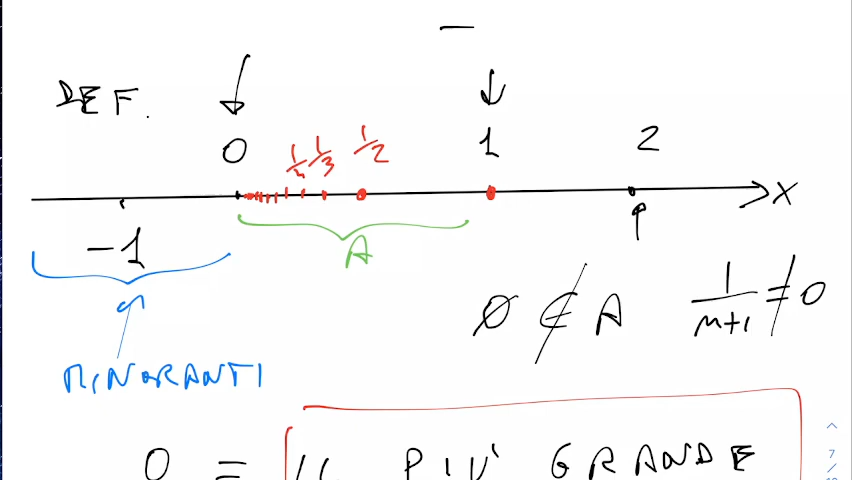 DEF.
0 1/4 1/3 1/2 1 2
x
-1
A
0 ∉ A 1/(n+1) ≠ 0
MINORANTI
0 = IL PIU' GRANDE
7
/